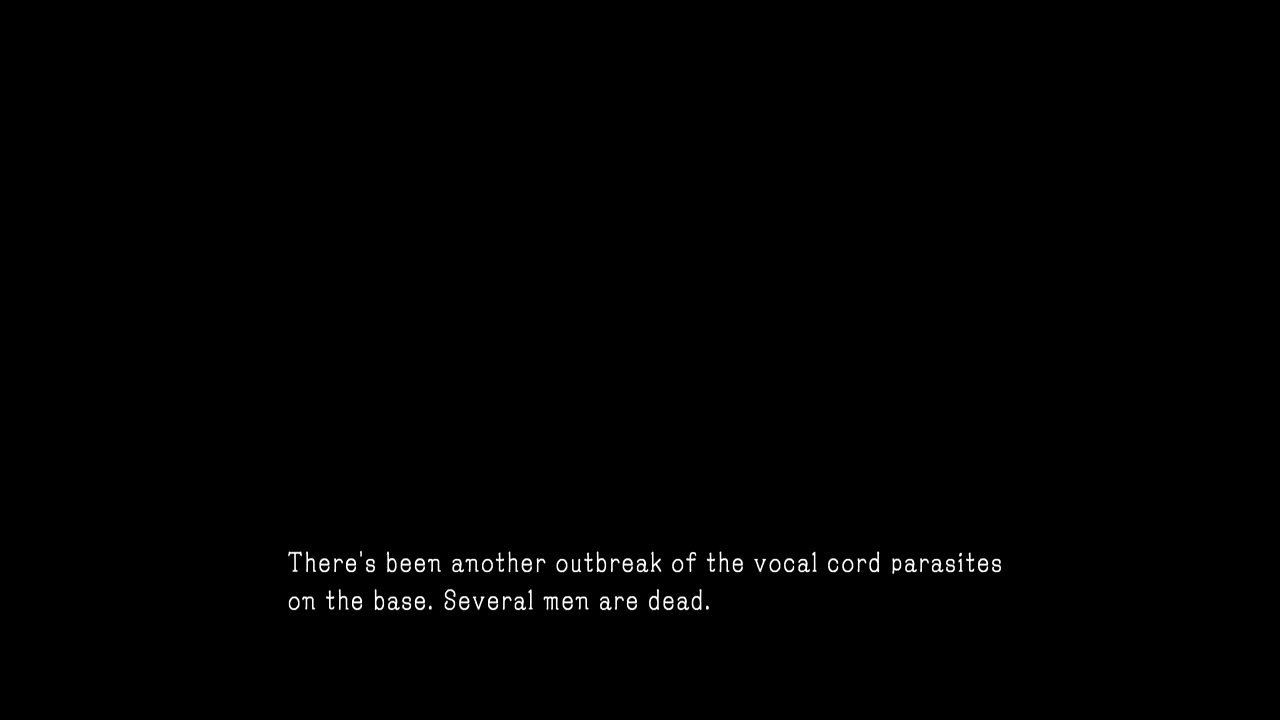 There's been another outbreak of the vocal cord parasites
on the base. Several men are dead.